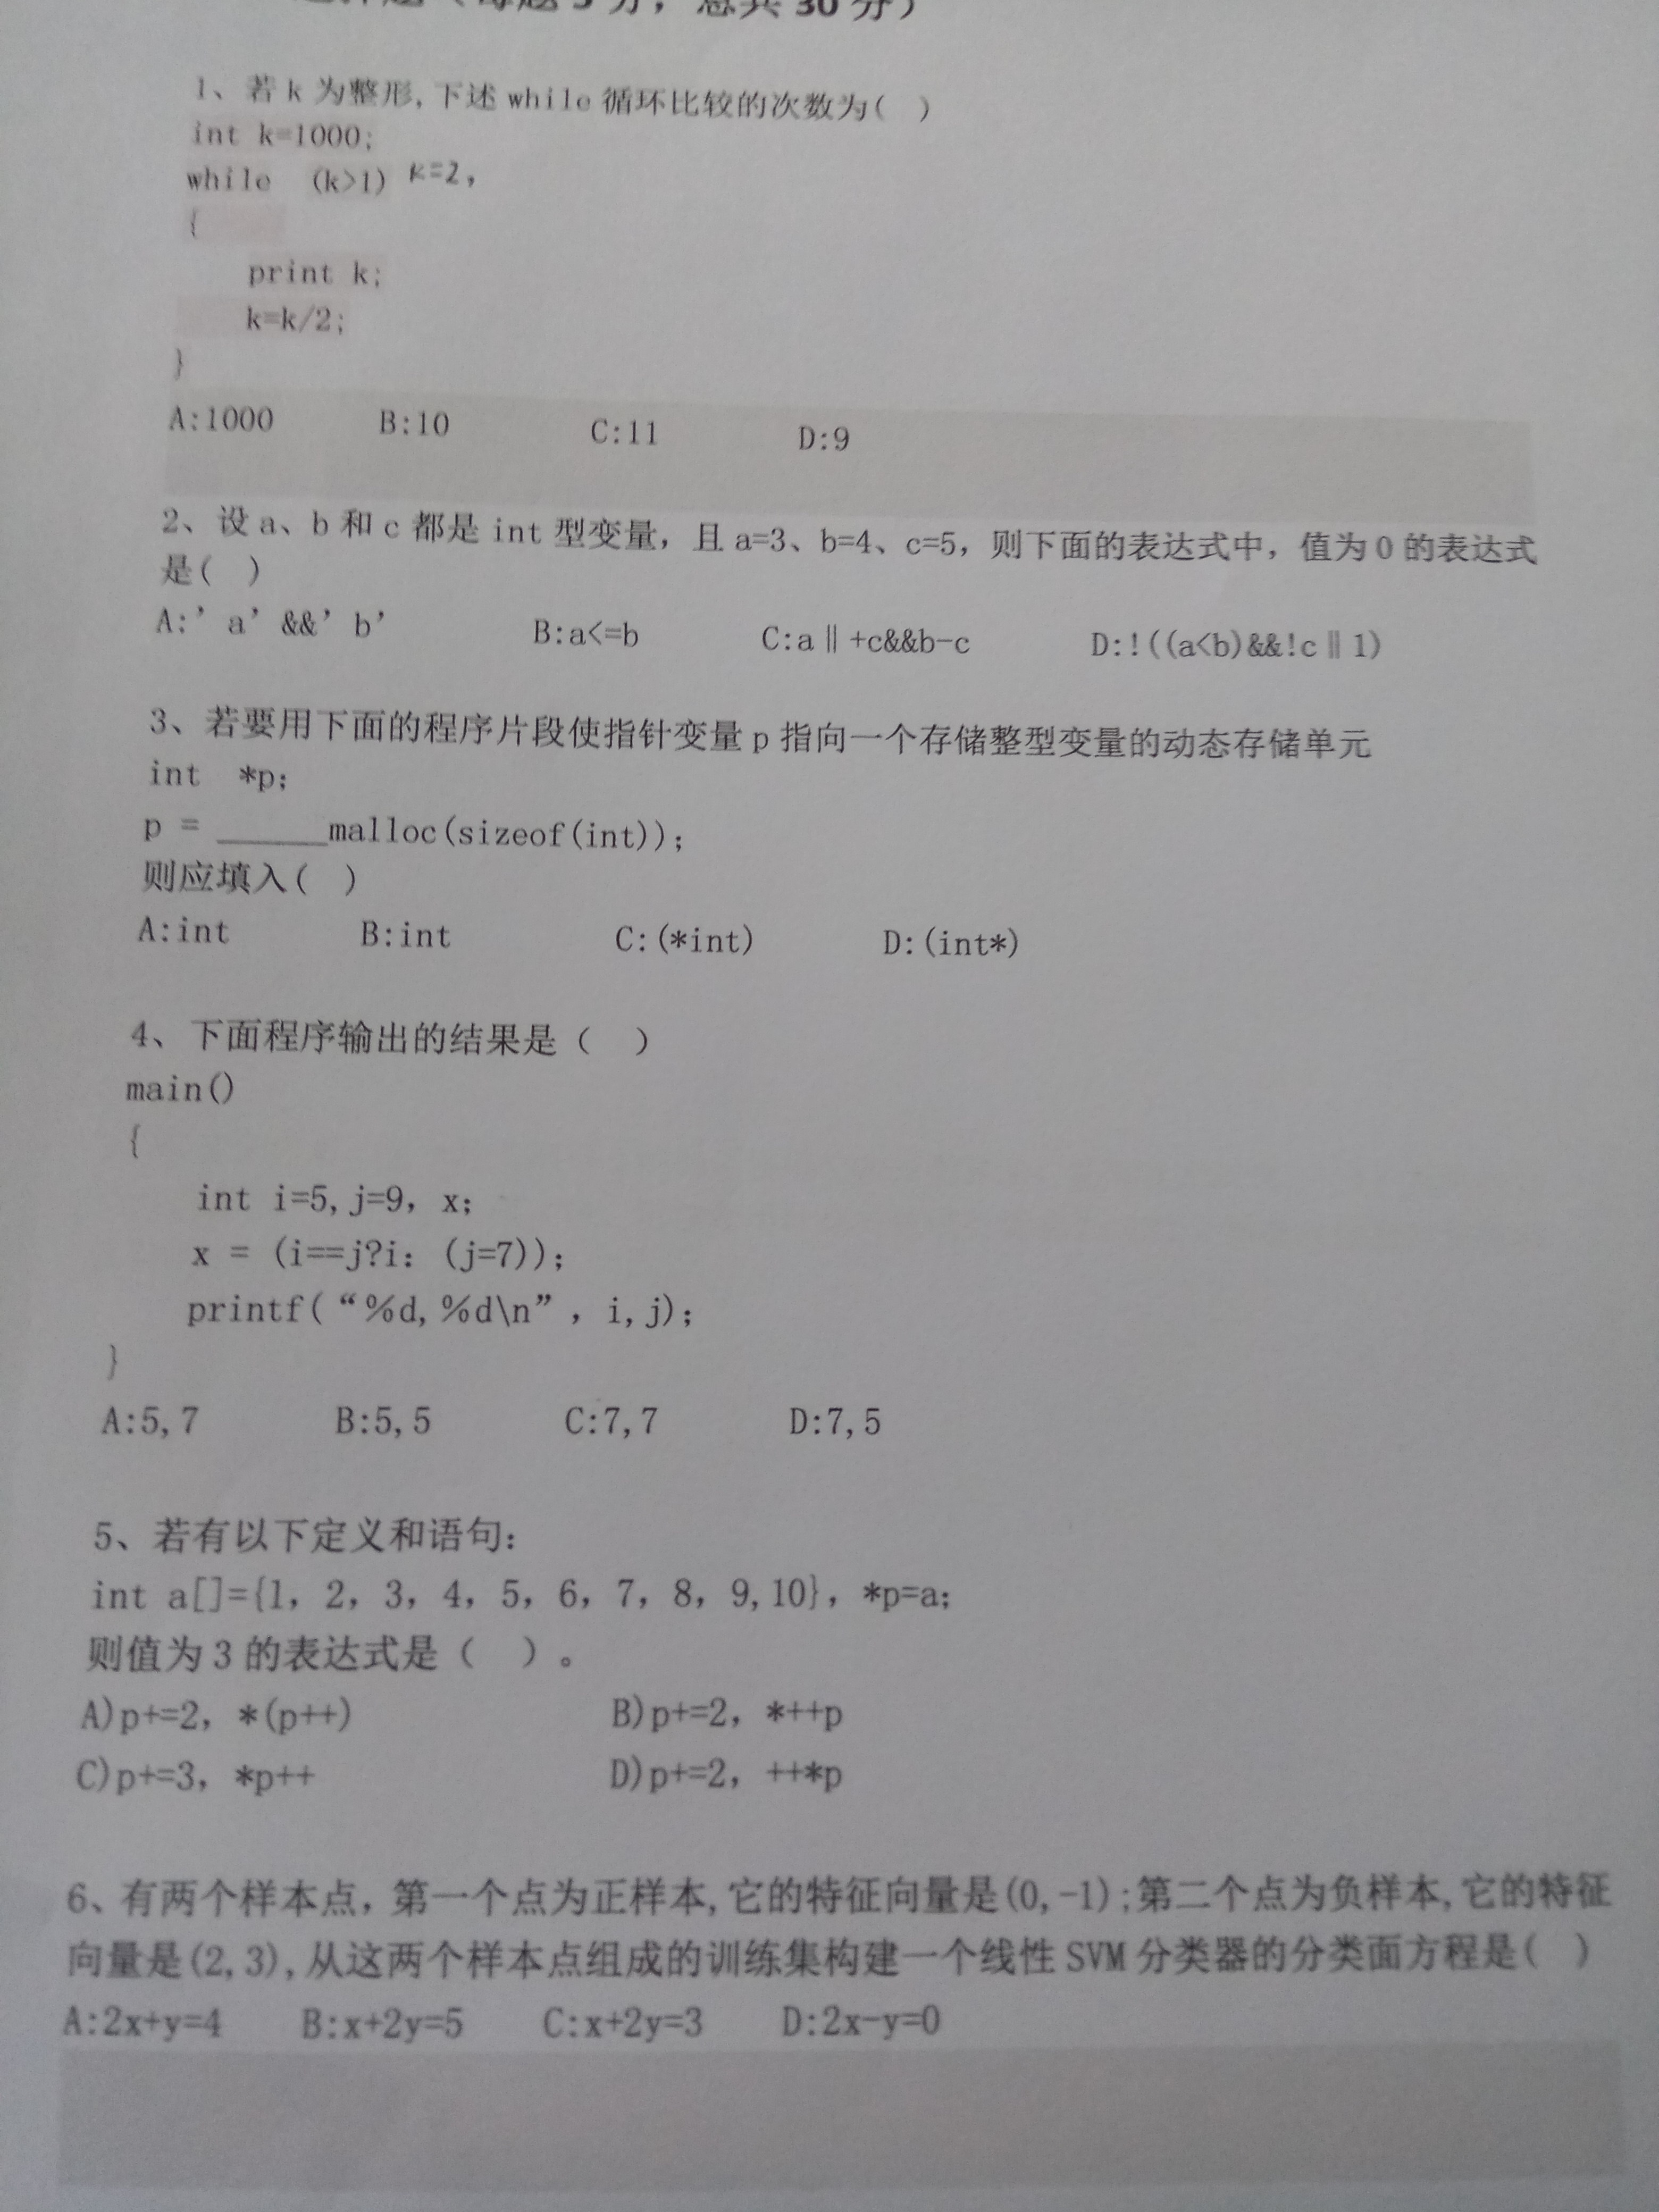 (每题5分，总共30分)
1、若k为整形,下述while循环比较的次数为( )
int k=1000;
while (k>1) k=2,
{
print k;
k=k/2;
}
A:1000 B:10 C:11 D:9
2、设a、b和c都是int型变量，且a=3、b=4、c=5，则下面的表达式中，值为0的表达式
是( )
A:’a’&&’b’ B:a<=b C:a‖+c&&b-c D:!((a<b)&&!c‖1)
3、若要用下面的程序片段使指针变量p指向一个存储整型变量的动态存储单元
int *p;
p = ______malloc(sizeof(int));
则应填入( )
A:int B:int C:(*int) D:(int*)
4、下面程序输出的结果是（ ）
main()
{
int i=5,j=9，x;
x = (i==j?i：(j=7));
printf(“%d,%d\n”，i,j);
}
A:5,7 B:5,5 C:7,7 D:7,5
5、若有以下定义和语句：
int a[]={1，2，3，4，5，6，7，8，9,10}，*p=a;
则值为3的表达式是（ ）。
A)p+=2，*(p++) B)p+=2，*++p
C)p+=3，*p++ D)p+=2，++*p
6、有两个样本点，第一个点为正样本,它的特征向量是(0,-1);第二个点为负样本,它的特征
向量是(2,3),从这两个样本点组成的训练集构建一个线性SVM分类器的分类面方程是( )
A:2x+y=4 B:x+2y=5 C:x+2y=3 D:2x-y=0